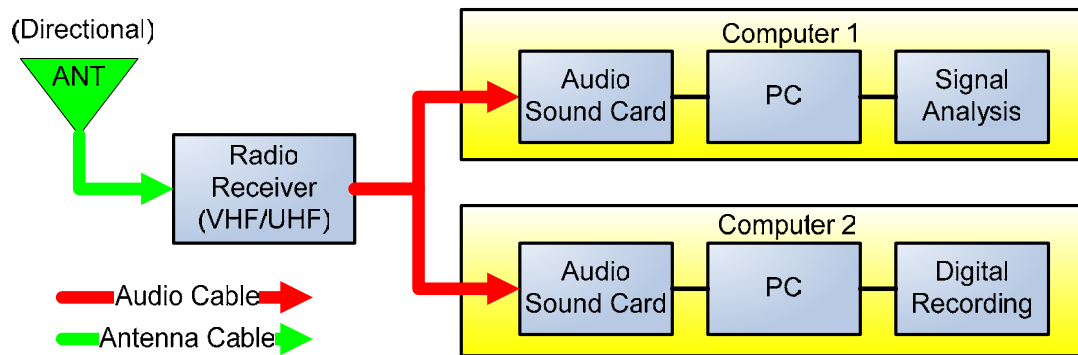 (Directional)
ANT
Radio
Receiver
(VHF/UHF)
Audio Cable
Antenna Cable
Computer 1
Audio
Sound Card
PC
Signal
Analysis
Computer 2
Audio
Sound Card
PC
Digital
Recording